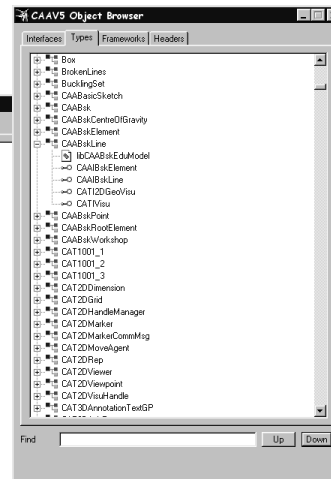 CAAV5 Object Browser
Interfaces Types Frameworks Headers
Box
BrokenLines
BucklingSet
CAABasicSketch
CAABsk
CAABskCentreOfGravity
CAABskElement
CAABskLine
libCAABskEduModel
CAAIBskElement
CAAIBskLine
CATI2DGeoVisu
CATIVisu
CAABskPoint
CAABskRootElement
CAABskWorkshop
CAT1001_1
CAT1001_2
CAT1001_3
CAT2DDimension
CAT2DGrid
CAT2DHandleManager
CAT2DMarker
CAT2DMarkerCommMsg
CAT2DMoveAgent
CAT2DRep
CAT2DViewer
CAT2DViewpoint
CAT2DVisuHandle
CAT3DAnnotationTextGP
Find Up Down